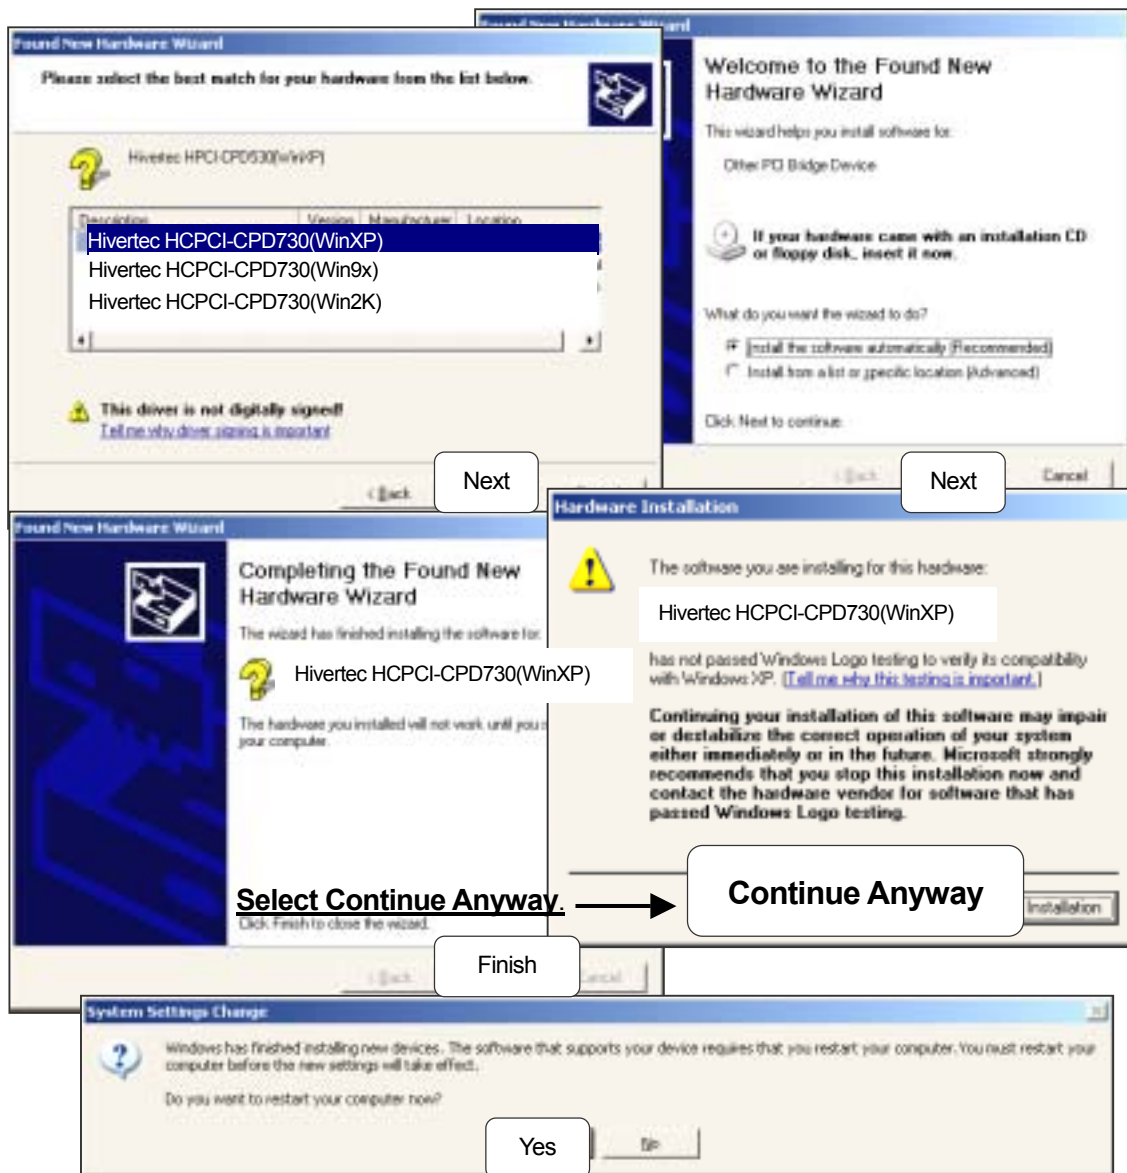 Found New Hardware Wizard
Please select the best match for your hardware from the list below.
Hivertec HPCI-CPD530(WinXP)
Description Version Manufacturer Location
Hivertec HCPCI-CPD730(WinXP)
Hivertec HCPCI-CPD730(Win9x)
Hivertec HCPCI-CPD730(Win2K)
This driver is not digitally signed!
Tell me why driver signing is important
< Back
Next
Found New Hardware Wizard
Welcome to the Found New
Hardware Wizard
This wizard helps you install software for:
Other PCI Bridge Device
If your hardware came with an installation CD
or floppy disk, insert it now.
What do you want the wizard to do?
Install the software automatically (Recommended)
Install from a list or specific location (Advanced)
Click Next to continue.
< Back
Next
Cancel
Found New Hardware Wizard
Completing the Found New
Hardware Wizard
The wizard has finished installing the software for:
Hivertec HCPCI-CPD730(WinXP)
The hardware you installed will not work until you
your computer.
Select Continue Anyway.
Click Finish to close the wizard.
< Back
Finish
Cancel
Hardware Installation
The software you are installing for this hardware:
Hivertec HCPCI-CPD730(WinXP)
has not passed Windows Logo testing to verify its compatibility
with Windows XP. (Tell me why this testing is important.)
Continuing your installation of this software may impair
or destabilize the correct operation of your system
either immediately or in the future. Microsoft strongly
recommends that you stop this installation now and
contact the hardware vendor for software that has
passed Windows Logo testing.
Continue Anyway
Installation
System Settings Change
Windows has finished installing new devices. The software that supports your device requires that you restart your computer. You must restart your
computer before the new settings will take effect.
Do you want to restart your computer now?
Yes
No